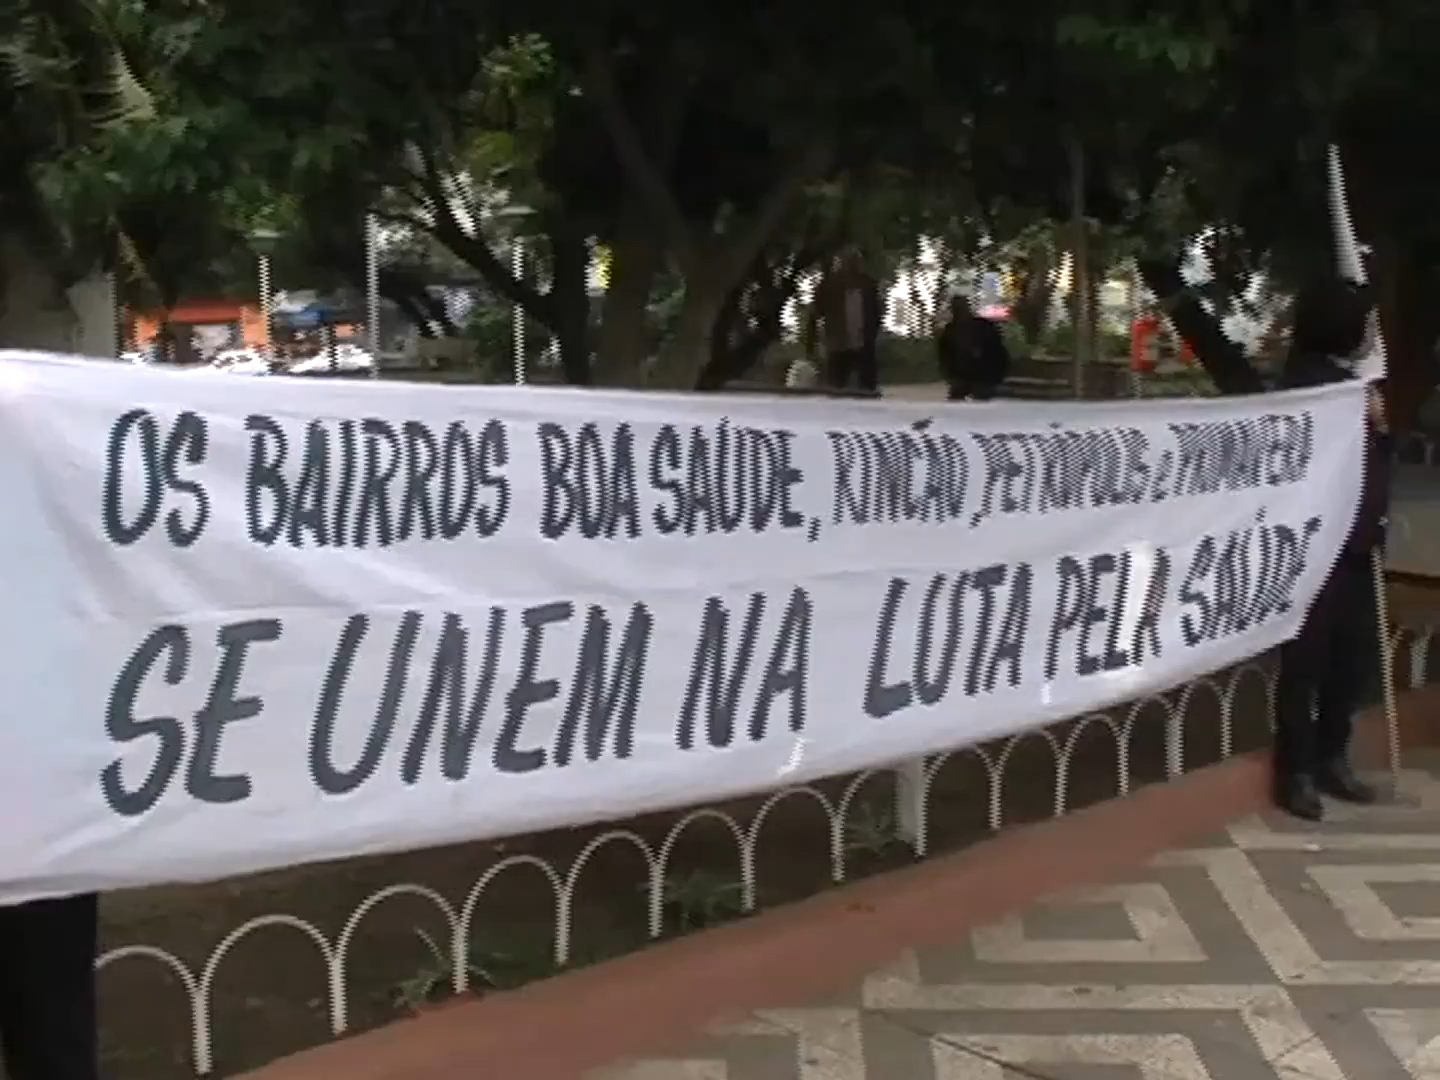 OS BAIRROS BOA SAÚDE, RINCÃO, PETRÓPOLIS e PRIMAVERA
SE UNEM NA LUTA PELA SAÚDE